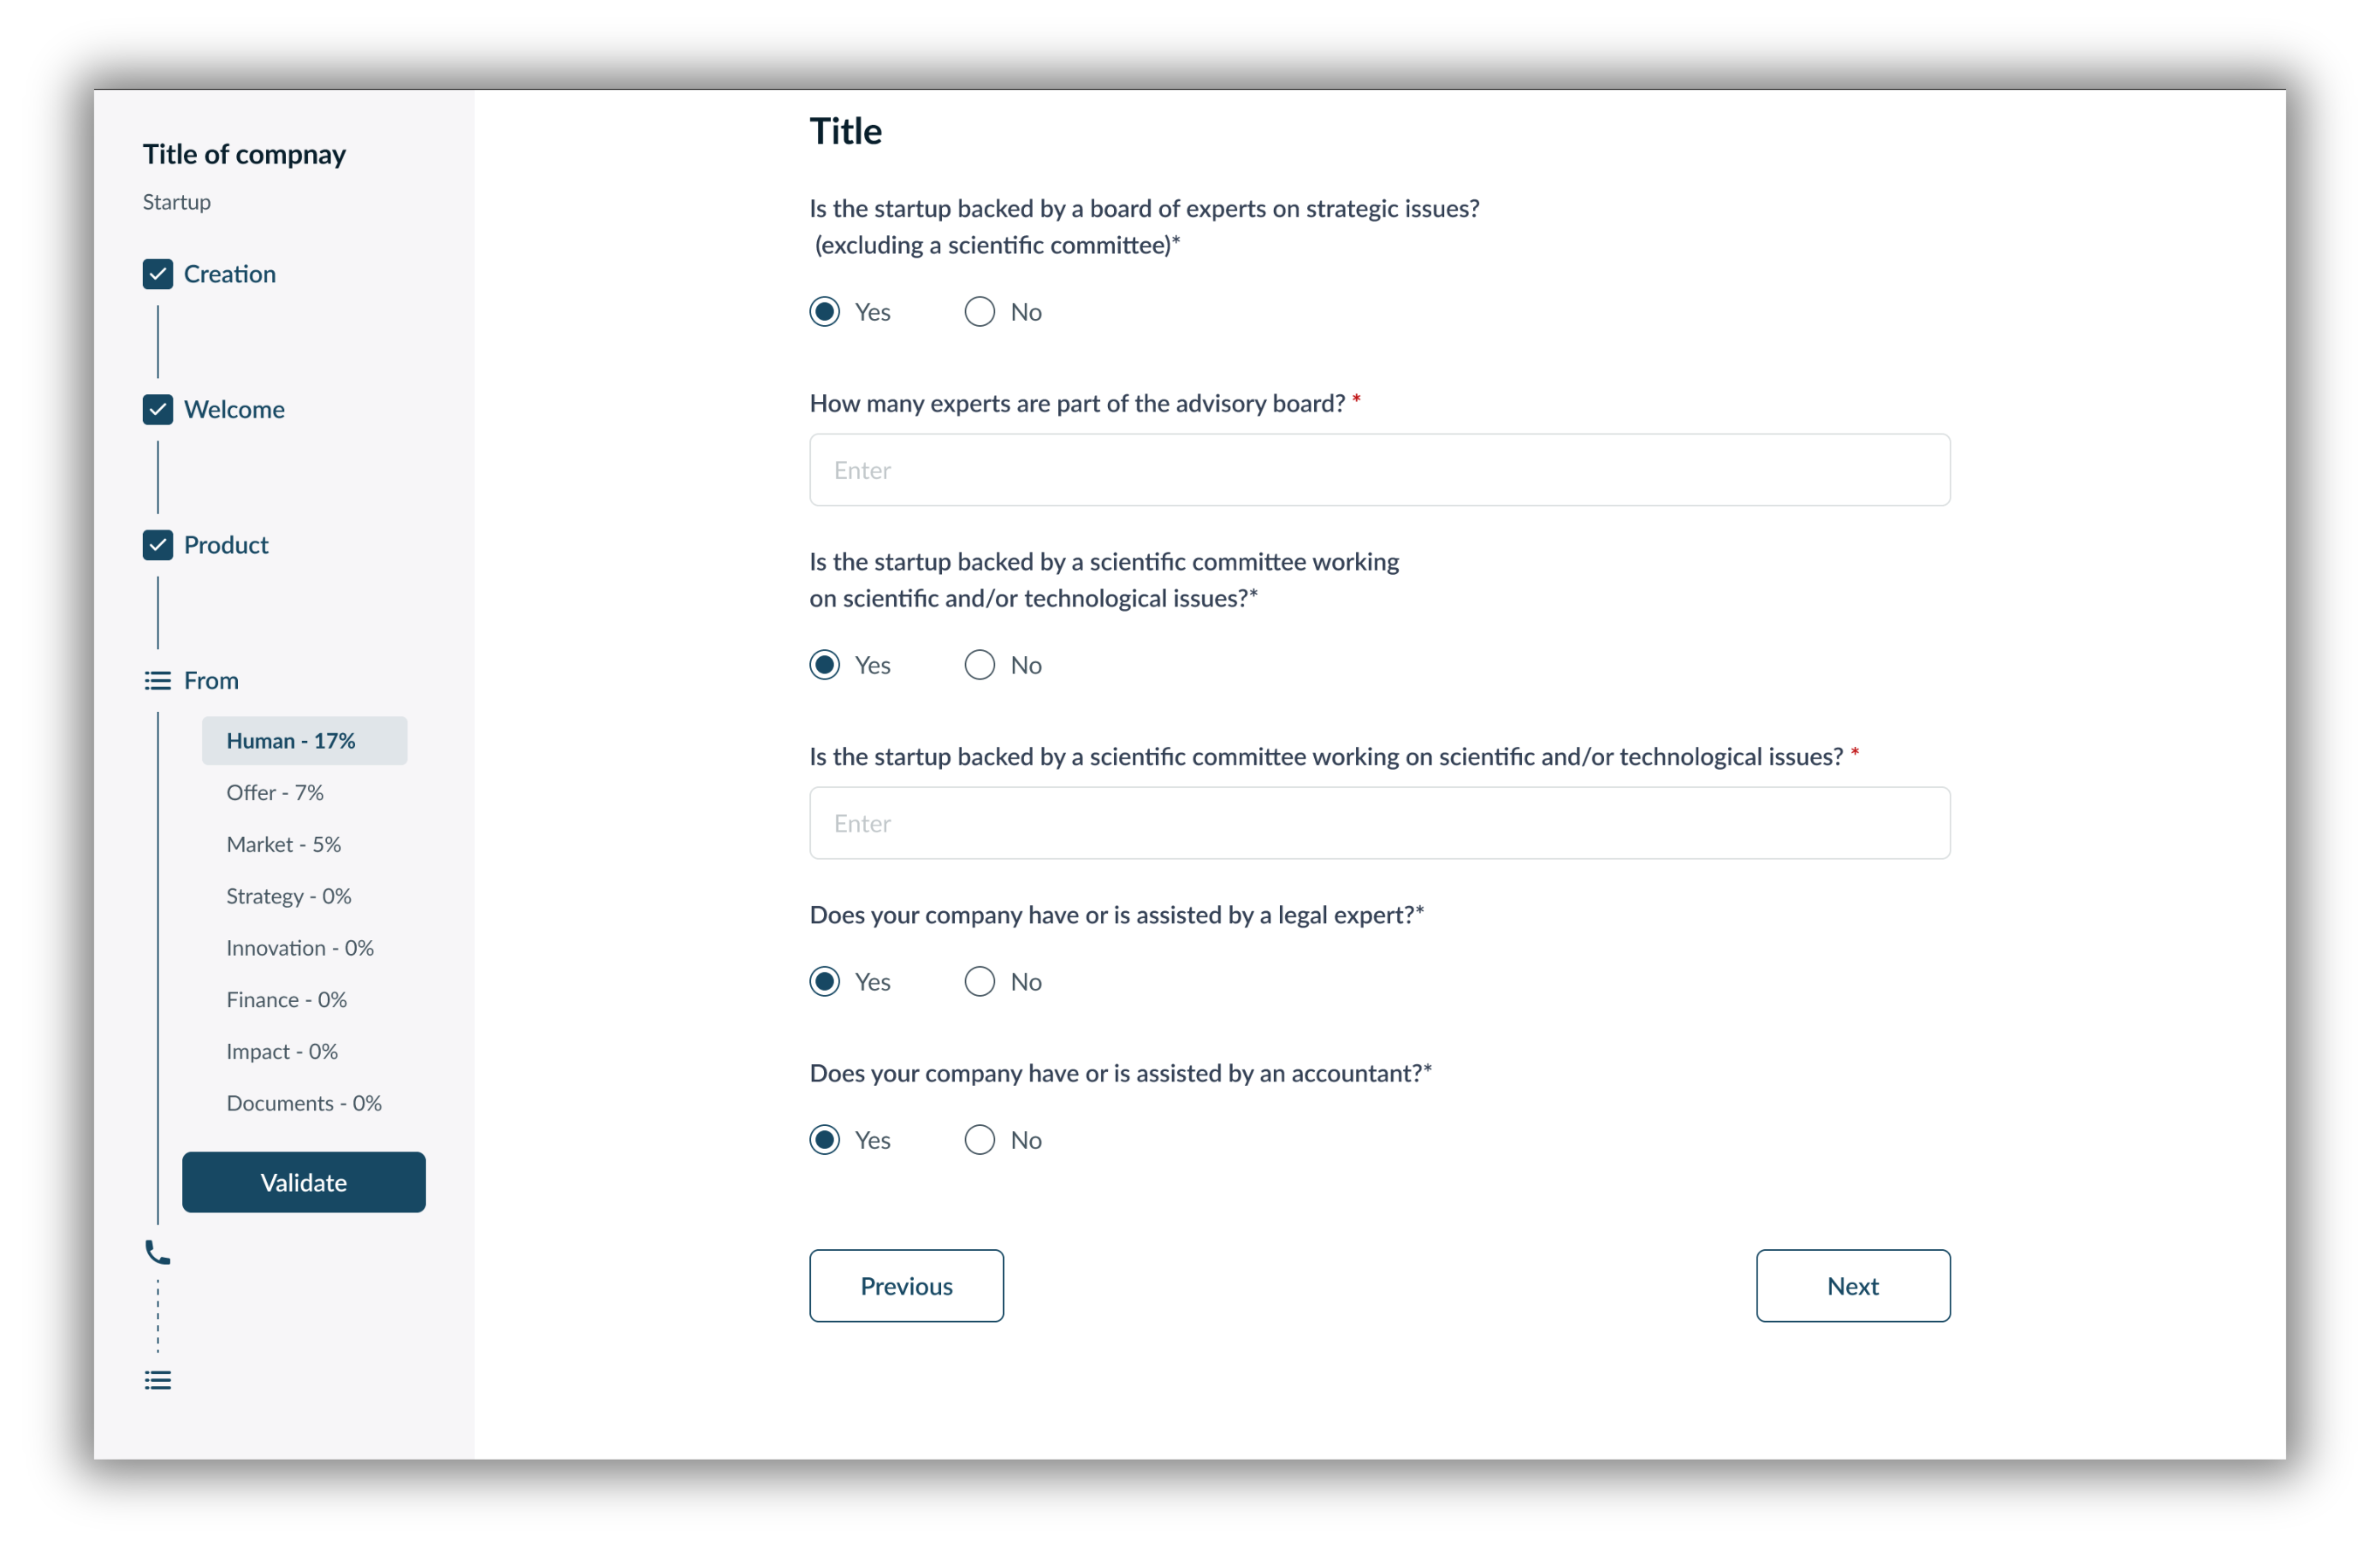 Title of compnay
Startup
Creation
Welcome
Product
From
Human - 17%
Offer - 7%
Market - 5%
Strategy - 0%
Innovation - 0%
Finance - 0%
Impact - 0%
Documents - 0%
Validate
Title
Is the startup backed by a board of experts on strategic issues?
(excluding a scientific committee)*
Yes No
How many experts are part of the advisory board? *
Enter
Is the startup backed by a scientific committee working
on scientific and/or technological issues?*
Yes No
Is the startup backed by a scientific committee working on scientific and/or technological issues? *
Enter
Does your company have or is assisted by a legal expert?*
Yes No
Does your company have or is assisted by an accountant?*
Yes No
Previous Next